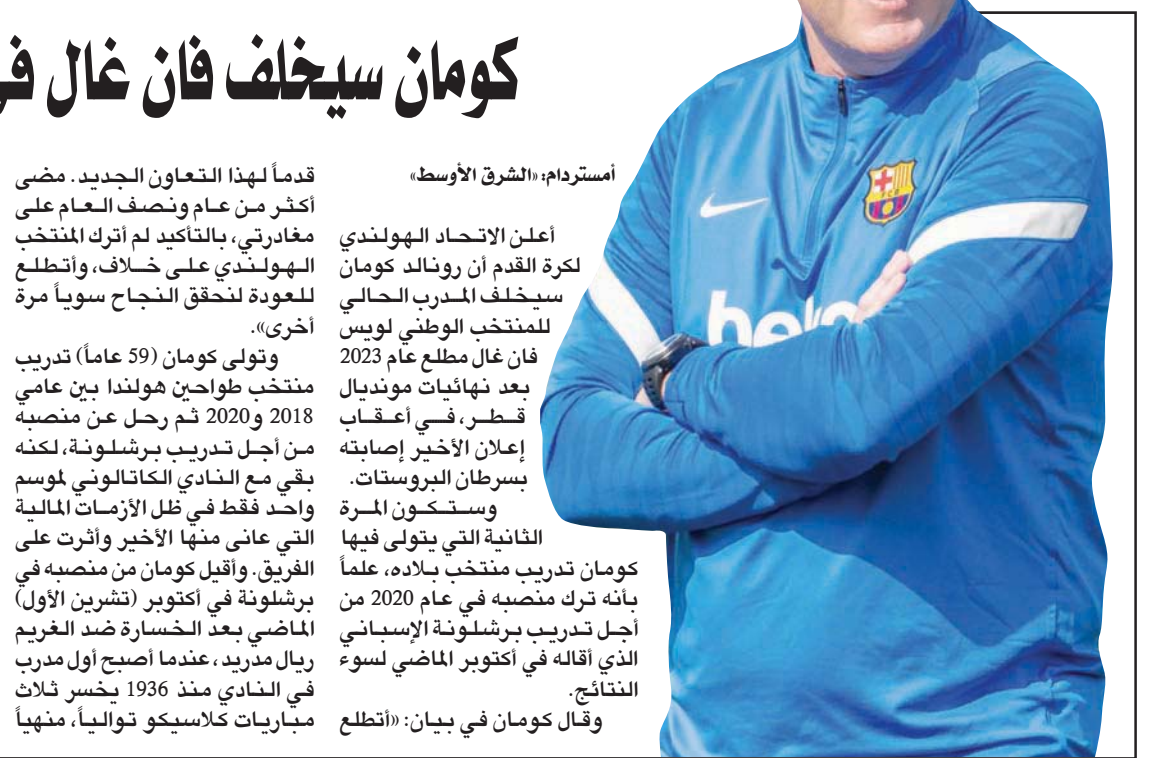 كومان سيخلف فان غال في
أمستردام: «الشرق الأوسط»
أعلن الاتحاد الهولندي
لكرة القدم أن رونالد كومان
سيخلف المدرب الحالي
للمنتخب الوطني لويس
فان غال مطلع عام 2023
بعد نهائيات مونديال
قطر، في أعقاب
إعلان الأخير إصابته
بسرطان البروستات.
وستكون المرة
الثانية التي يتولى فيها
كومان تدريب منتخب بلاده، علماً
بأنه ترك منصبه في عام 2020 من
أجل تدريب برشلونة الإسباني
الذي أقاله في أكتوبر الماضي لسوء
النتائج.
وقال كومان في بيان: «أتطلع
قدماً لهذا التعاون الجديد. مضى
أكثر من عام ونصف العام على
مغادرتي، بالتأكيد لم أترك المنتخب
الهولندي على خلاف، وأتطلع
للعودة لنحقق النجاح سوياً مرة
أخرى».
وتولى كومان (59 عاماً) تدريب
منتخب طواحين هولندا بين عامي
2018 و2020 ثم رحل عن منصبه
من أجل تدريب برشلونة، لكنه
بقي مع النادي الكاتالوني لموسم
واحد فقط في ظل الأزمات المالية
التي عانى منها الأخير وأثرت على
الفريق. وأقيل كومان من منصبه في
برشلونة في أكتوبر (تشرين الأول)
الماضي بعد الخسارة ضد الغريم
ريال مدريد، عندما أصبح أول مدرب
في النادي منذ 1936 يخسر ثلاث
مباريات كلاسيكو توالياً، منهياً